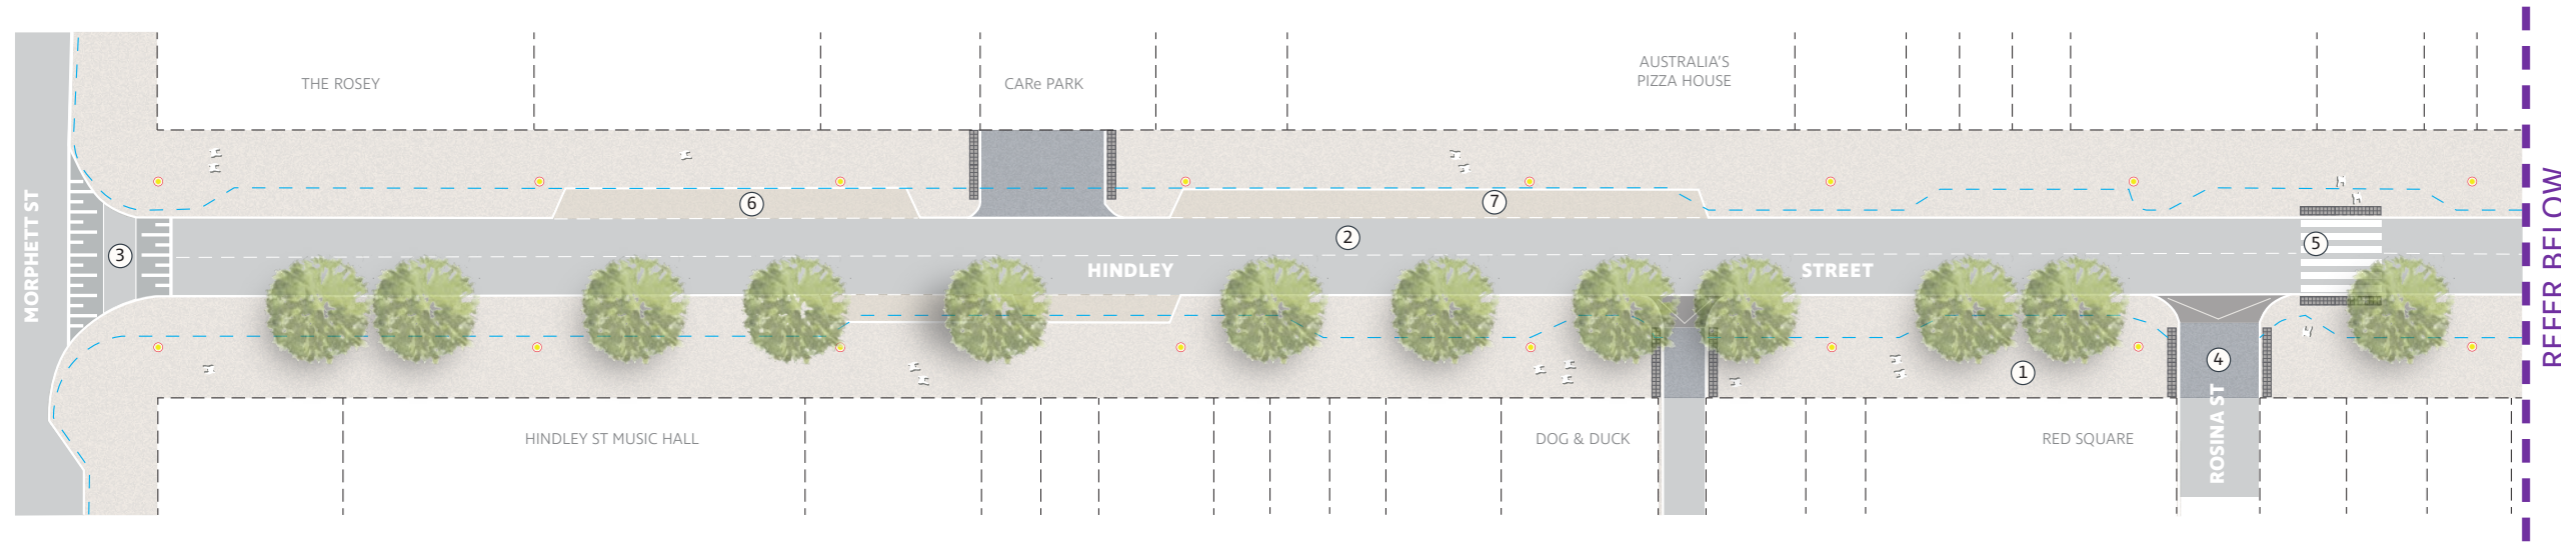 THE ROSEY
CARe PARK
AUSTRALIA'S
PIZZA HOUSE
6
7
2
5
3
MORPHETT ST
HINDLEY
STREET
REFER BELOW
4
1
HINDLEY ST MUSIC HALL
DOG & DUCK
RED SQUARE
ROSINA ST